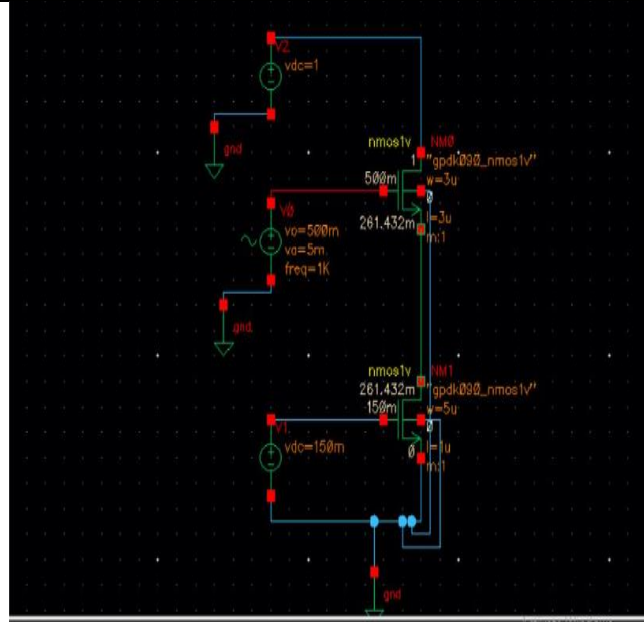 V2
vdc=1
gnd
nmos1v NM0
1 "gpdk090_nmos1v"
500m w=3u
0
V0
261.432m l=3u
vo=500m m:1
va=5m
freq=1K
gnd
nmos1v NM1
261.432m "gpdk090_nmos1v"
150m w=5u
V1 0
vdc=150m 0 l=1u
m:1
gnd